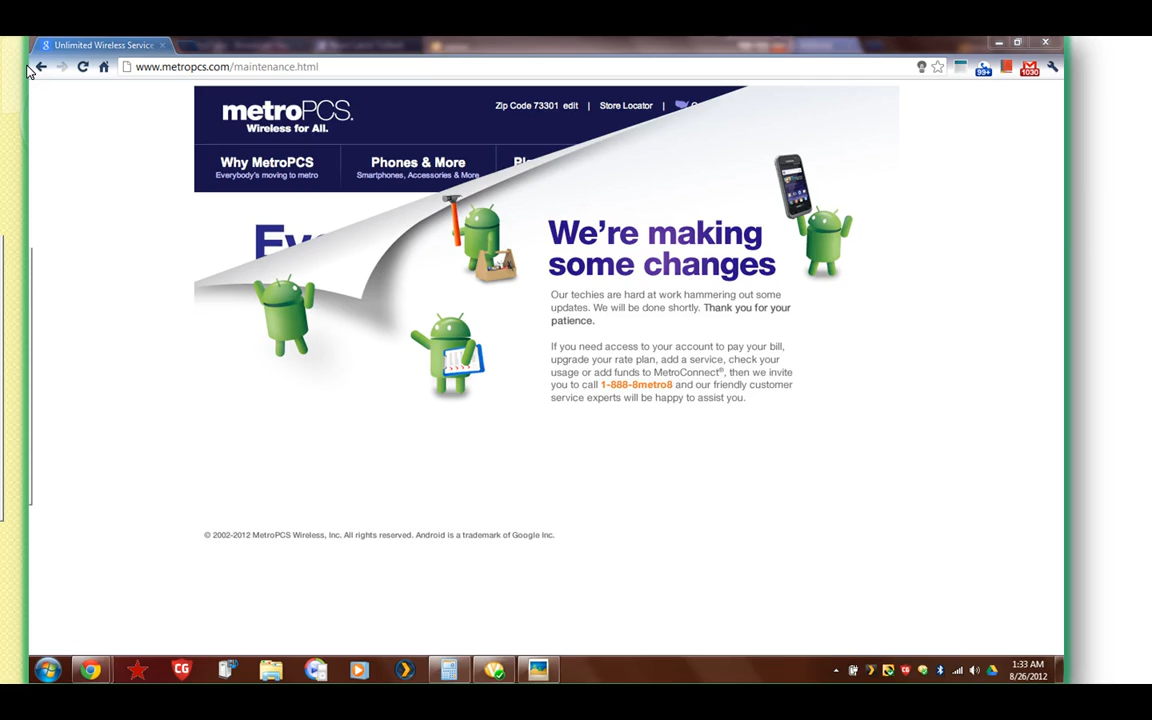 Unlimited Wireless Service
www.metropcs.com/maintenance.html
99+
1030
metroPCS.
Wireless for All.
Zip Code 73301 edit | Store Locator |
Why MetroPCS
Everybody's moving to metro
Phones & More
Smartphones, Accessories & More
We're making
some changes
Our techies are hard at work hammering out some
updates. We will be done shortly. Thank you for your
patience.
If you need access to your account to pay your bill,
upgrade your rate plan, add a service, check your
usage or add funds to MetroConnect®, then we invite
you to call 1-888-8metro8 and our friendly customer
service experts will be happy to assist you.
© 2002-2012 MetroPCS Wireless, Inc. All rights reserved. Android is a trademark of Google Inc.
CG
1:33 AM
8/26/2012